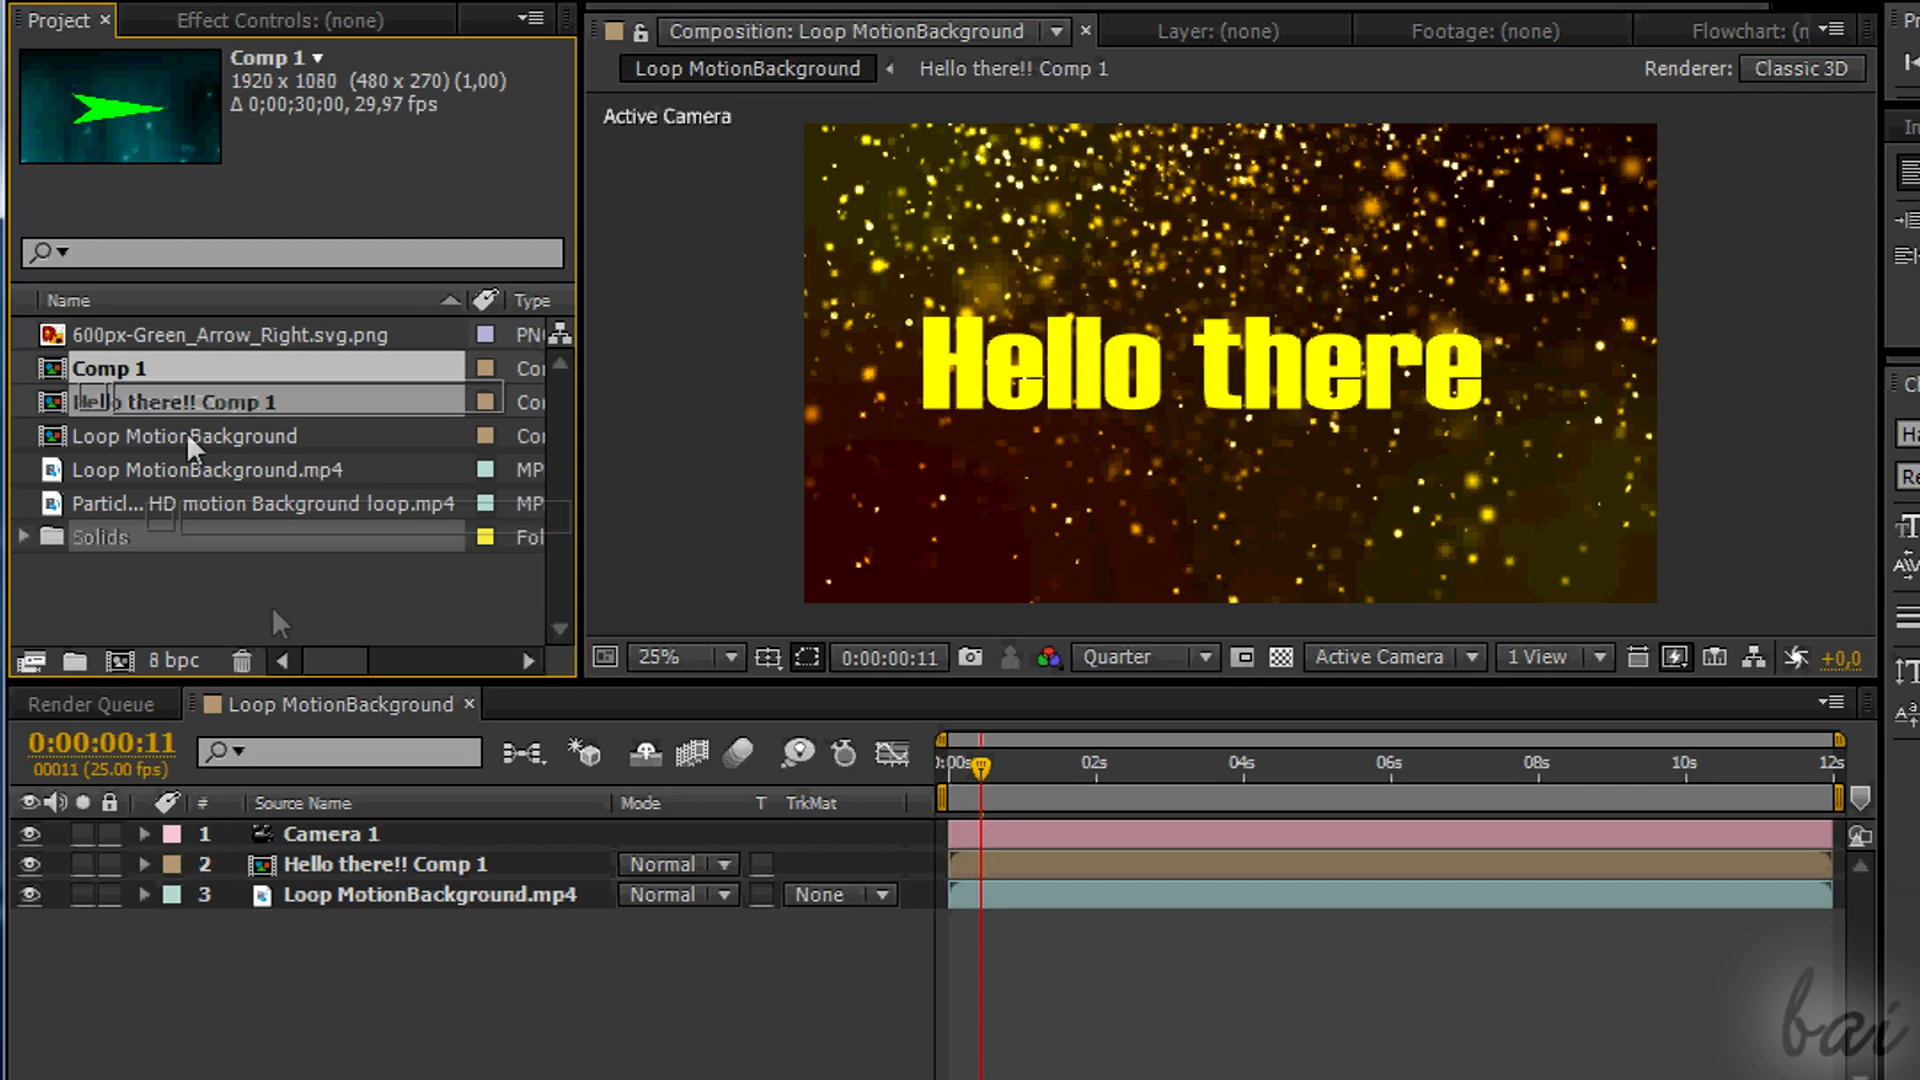 Project ×
Effect Controls: (none)
Comp 1
1920 x 1080 (480 x 270) (1,00)
Δ 0;00;30;00, 29,97 fps
Name
Type
600px-Green_Arrow_Right.svg.png
PN
Comp 1
Co
Hello there!! Comp 1
Co
Loop MotionBackground
Co
Loop MotionBackground.mp4
MP
Particl... HD motion Background loop.mp4
MP
Solids
Fol
8 bpc
Composition: Loop MotionBackground
×
Layer: (none)
Footage: (none)
Flowchart: (n
Loop MotionBackground
Hello there!! Comp 1
Renderer:
Classic 3D
Active Camera
Hello there
25%
0:00:00:11
Quarter
Active Camera
1 View
+0,0
Render Queue
Loop MotionBackground ×
0:00:00:11
00011 (25.00 fps)
#
Source Name
Mode
T
TrkMat
):00s
02s
04s
06s
08s
10s
12s
1
Camera 1
2
Hello there!! Comp 1
Normal
3
Loop MotionBackground.mp4
Normal
None
Pr
In
Cl
Ha
Re
bai